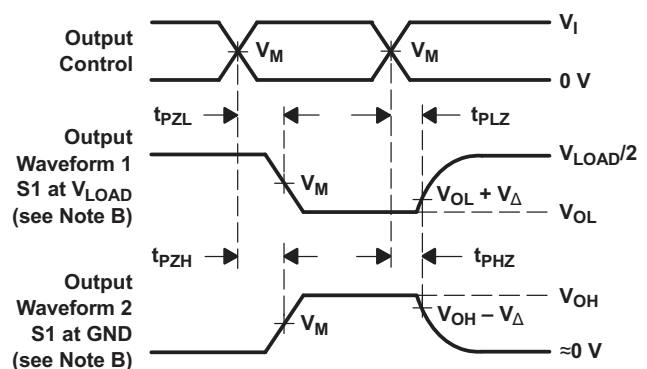 Output
Control
V_M
V_M
V_I
0 V
t_PZL
t_PLZ
Output
Waveform 1
S1 at V_LOAD
(see Note B)
V_M
V_LOAD/2
V_OL + V_Δ
V_OL
t_PZH
t_PHZ
Output
Waveform 2
S1 at GND
(see Note B)
V_M
V_OH
V_OH – V_Δ
≈0 V